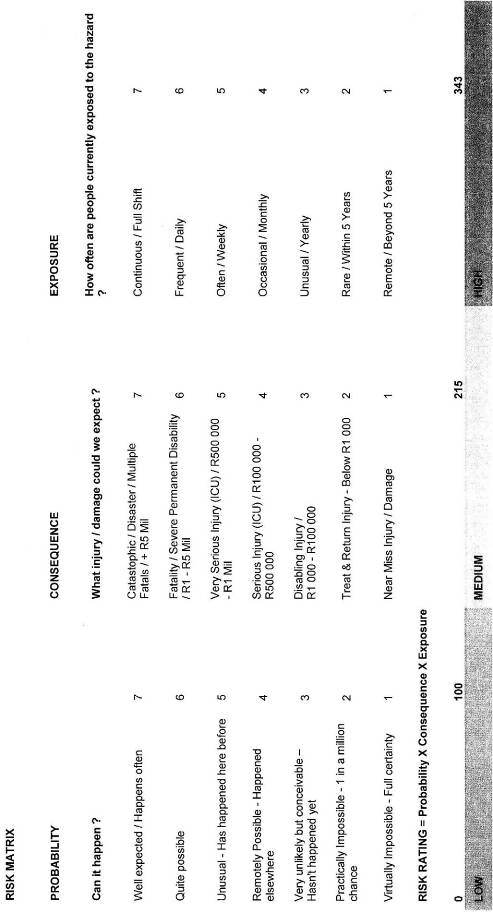 RISK MATRIX
PROBABILITY CONSEQUENCE EXPOSURE
Can it happen ? What injury / damage could we expect ? How often are people currently exposed to the hazard
?
Well expected / Happens often 7 Catastophic / Disaster / Multiple 7 Continuous / Full Shift 7
Fatals / + R5 Mil
Quite possible 6 Fatality / Severe Permanent Disability 6 Frequent / Daily 6
/ R1 - R5 Mil
Unusual - Has happened here before 5 Very Serious Injury (ICU) / R500 000 5 Often / Weekly 5
- R1 Mil
Remotely Possible - Happened 4 Serious Injury (ICU) / R100 000 - 4 Occasional / Monthly 4
elsewhere R500 000
Very unlikely but conceivable – 3 Disabling Injury / 3 Unusual / Yearly 3
Hasn't happened yet R1 000 - R100 000
Practically Impossible - 1 in a million 2 Treat & Return Injury - Below R1 000 2 Rare / Within 5 Years 2
chance
Virtually Impossible - Full certainty 1 Near Miss Injury / Damage 1 Remote / Beyond 5 Years 1
RISK RATING = Probability X Consequence X Exposure
0 100 215 343
LOW MEDIUM HIGH